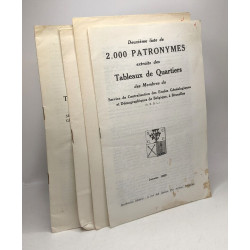 Deuxième liste de
2.000 PATRONYMES
extraits des
Tableaux de Quartiers
des Membres du
Service de Centralisation des Etudes Généalogiques
et Démographiques de Belgique, à Bruxelles
T